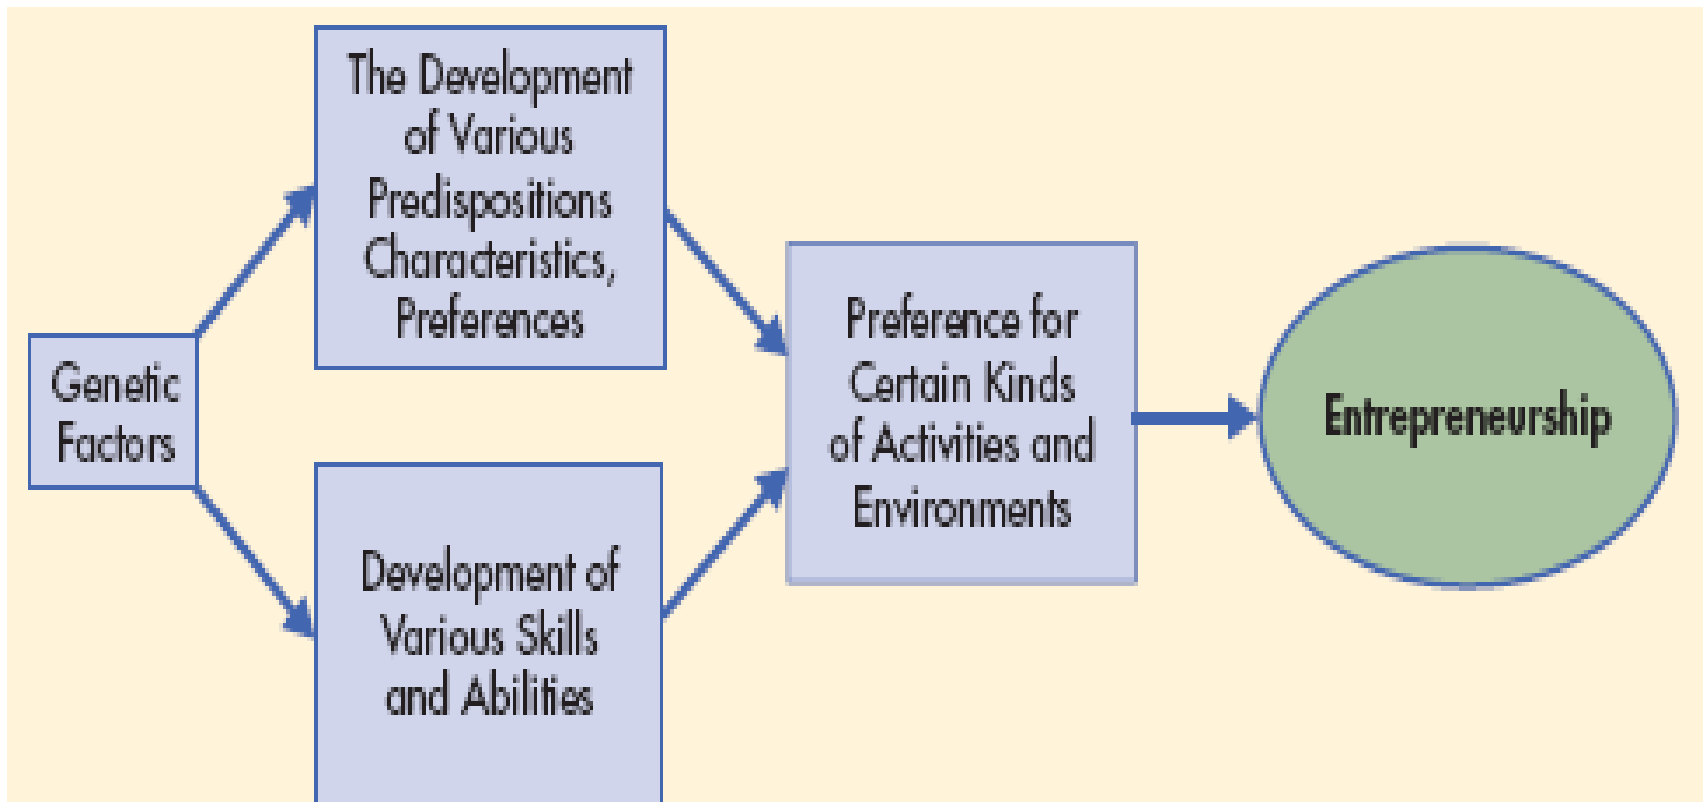 Genetic
Factors
The Development
of Various
Predispositions
Characteristics,
Preferences
Development of
Various Skills
and Abilities
Preference for
Certain Kinds
of Activities and
Environments
Entrepreneurship